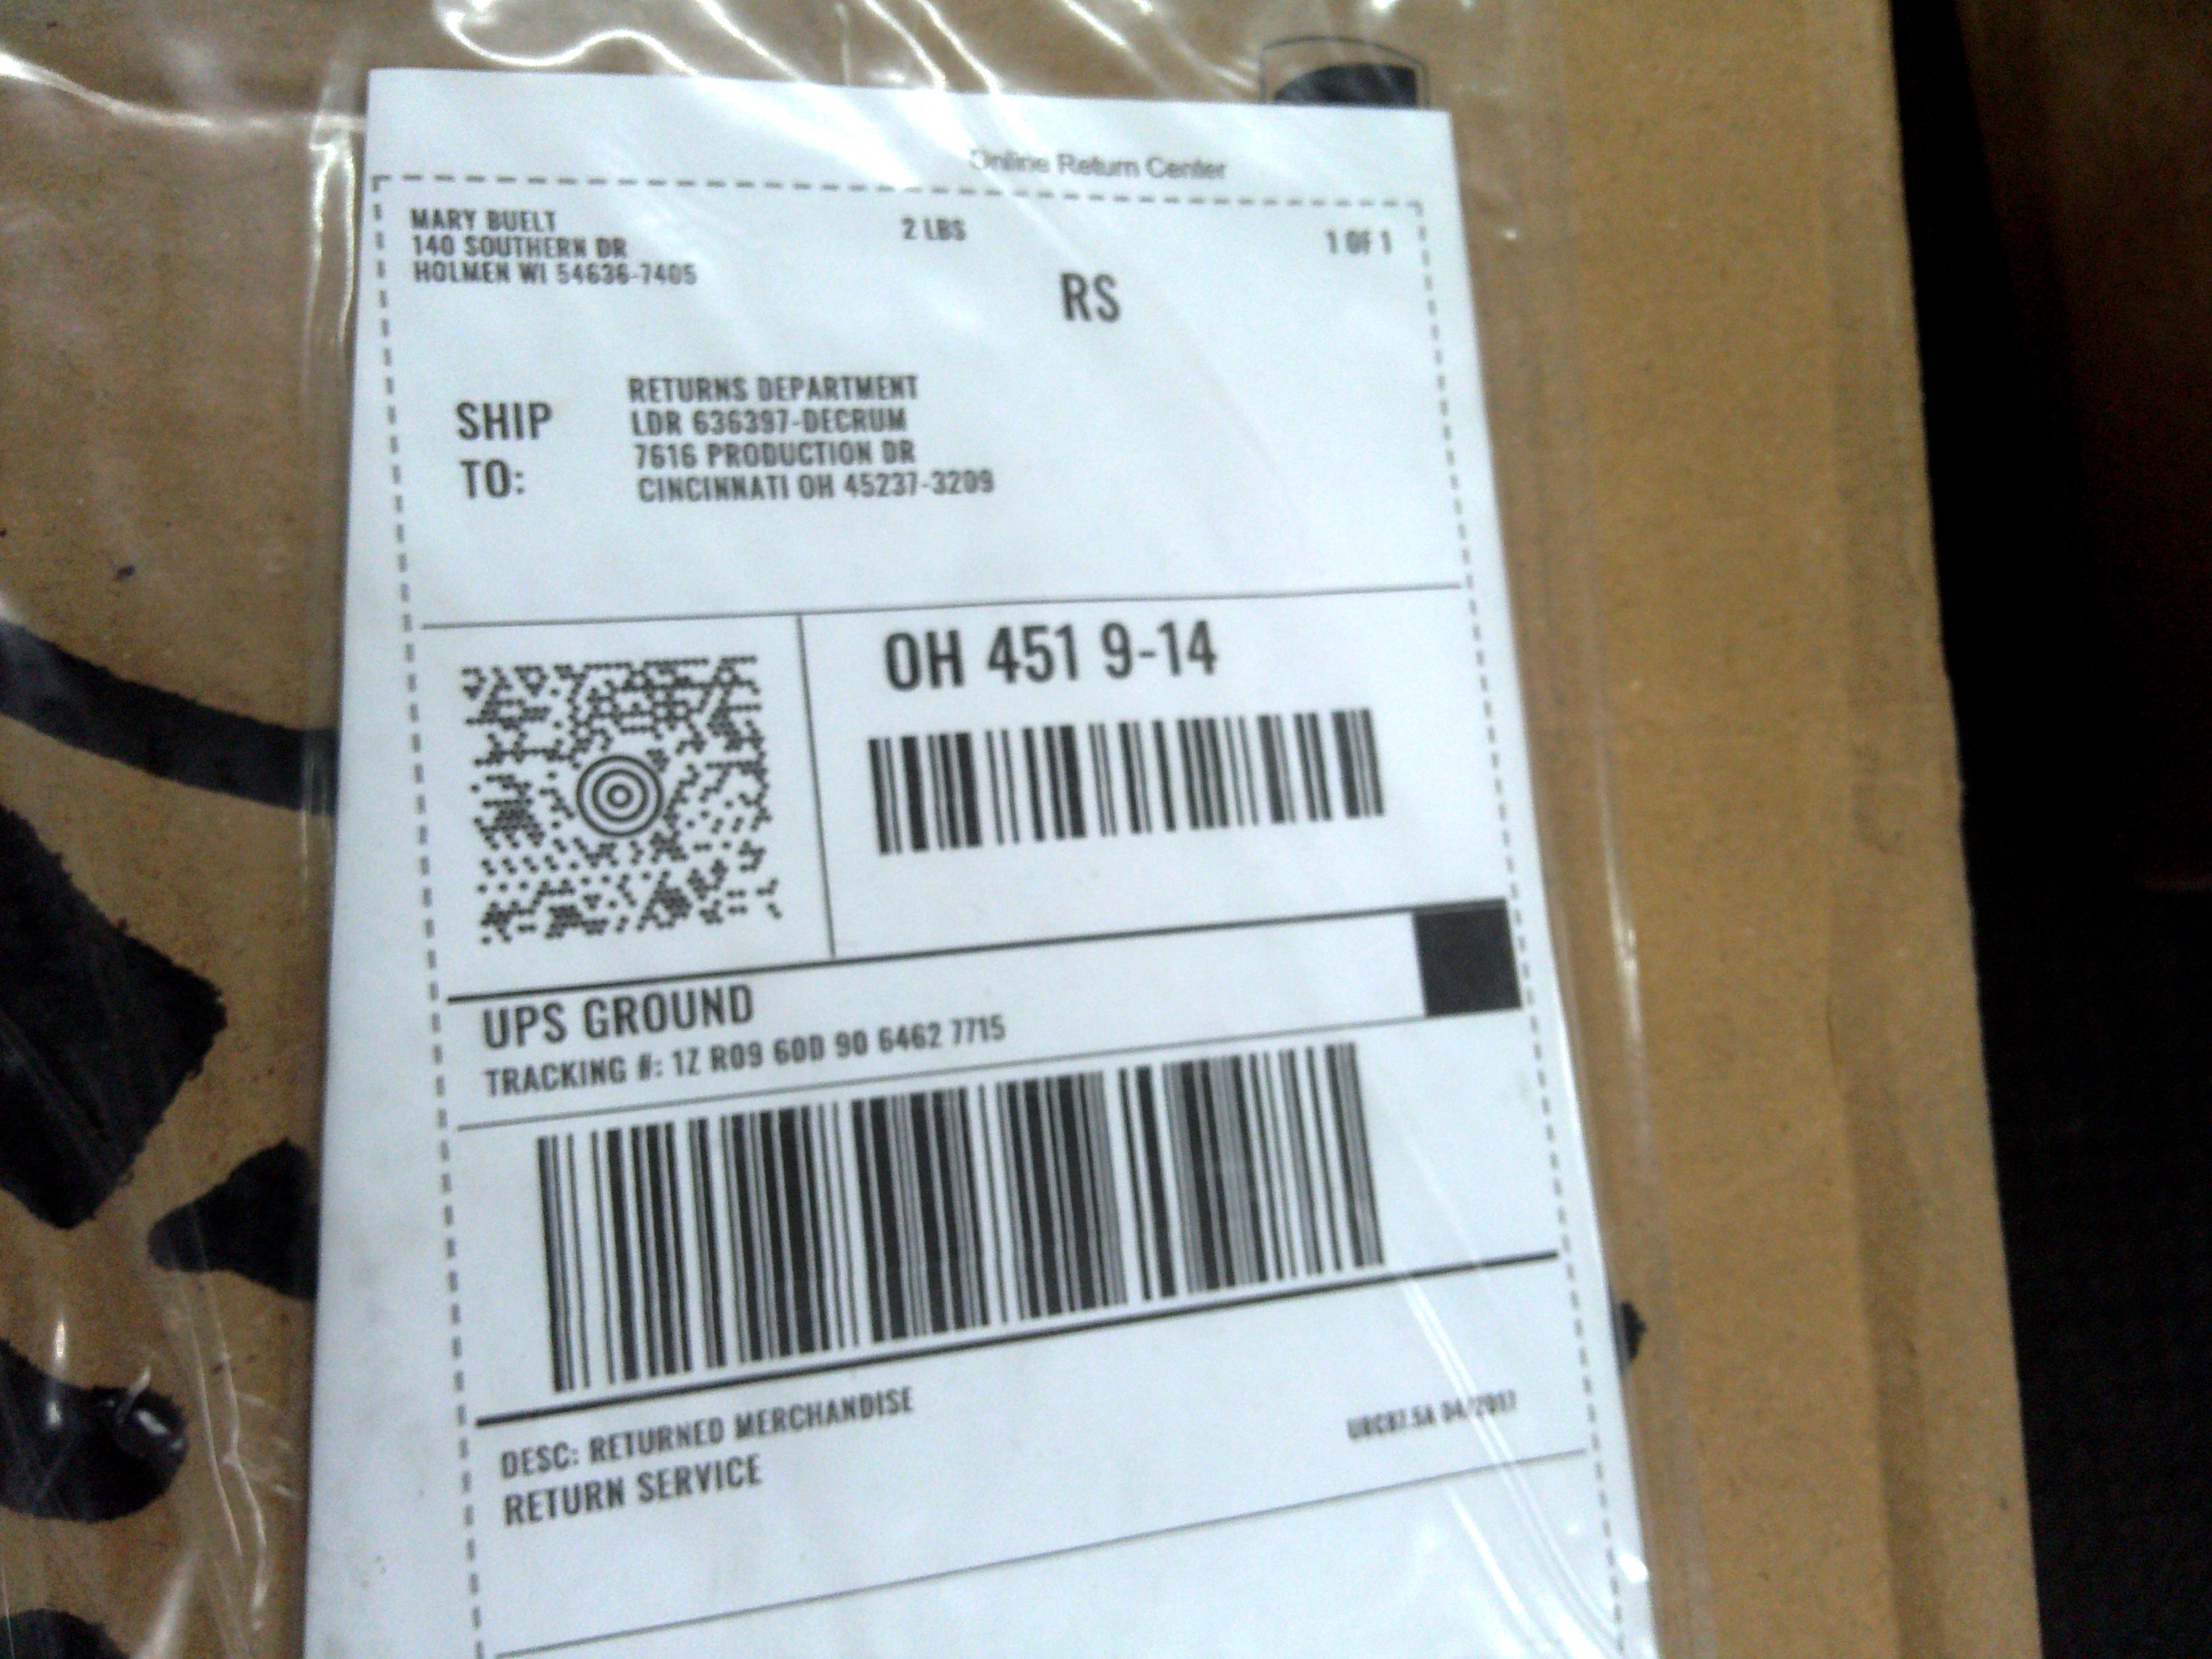 Online Return Center
MARY BUELT
140 SOUTHERN DR
HOLMEN WI 54636-7405
2 LBS
1 OF 1
RS
SHIP
TO:
RETURNS DEPARTMENT
LDR 636397-DECRUM
7616 PRODUCTION DR
CINCINNATI OH 45237-3209
OH 451 9-14
UPS GROUND
TRACKING #: 1Z R09 60D 90 6462 7715
DESC: RETURNED MERCHANDISE
RETURN SERVICE
04/2017